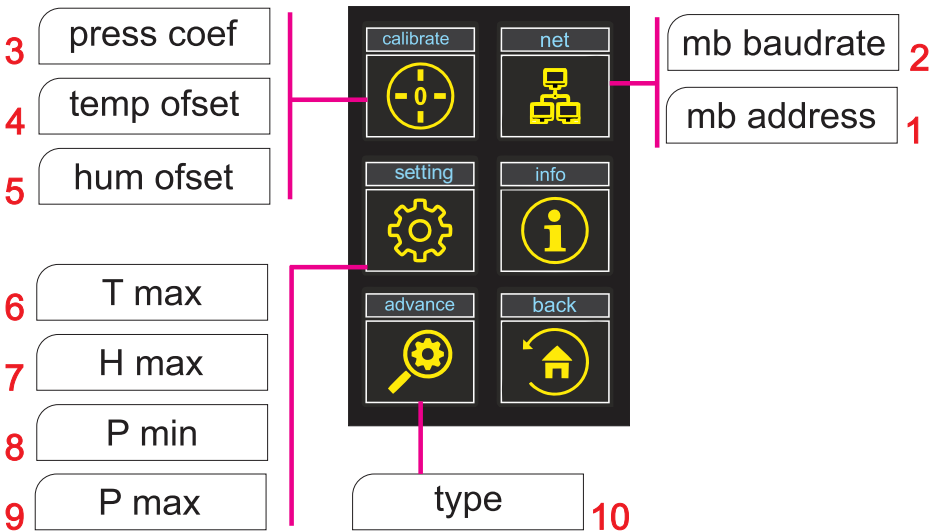 3 press coef
4 temp ofset
5 hum ofset
6 T max
7 H max
8 P min
9 P max
calibrate
0
net
setting
info
i
advance
back
mb baudrate 2
mb address 1
type 10